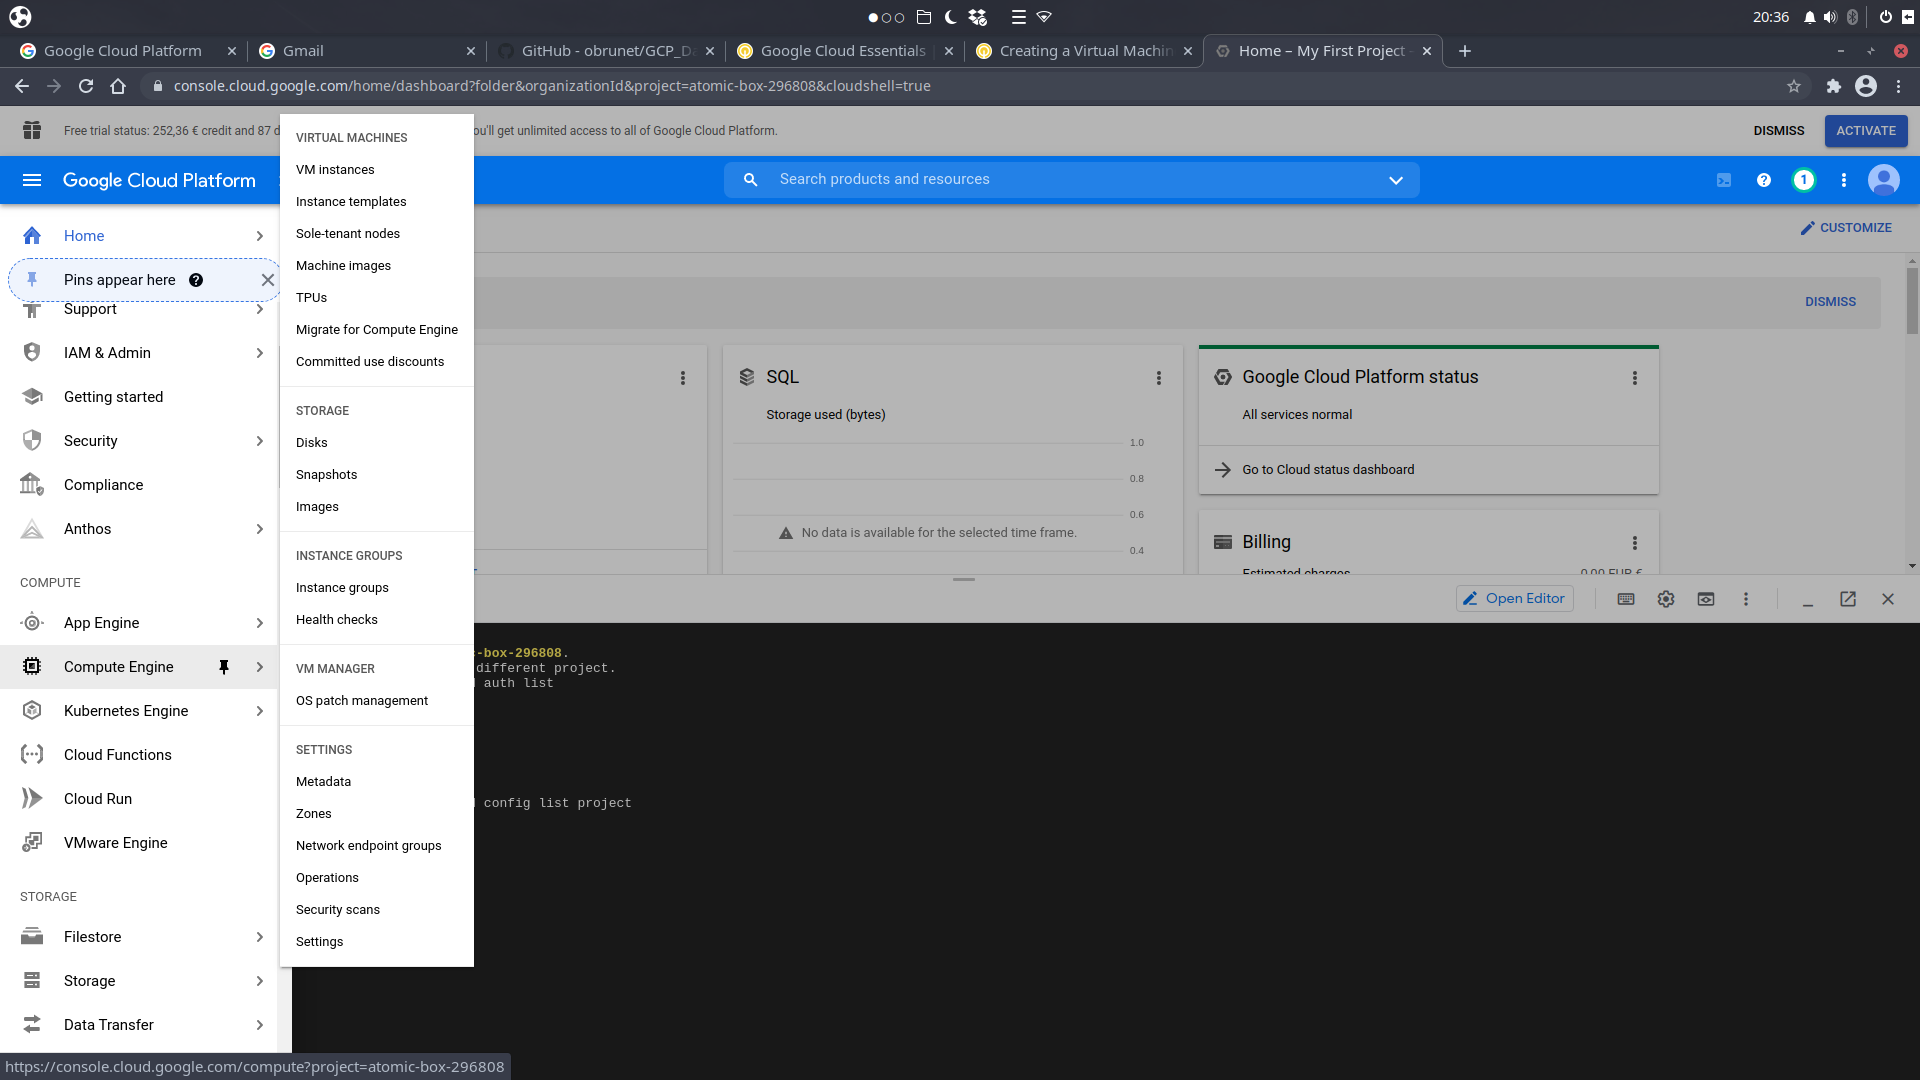 20:36
Google Cloud Platform
Gmail
GitHub - obrunet/GCP_Da
Google Cloud Essentials
Creating a Virtual Machin
Home – My First Project -
console.cloud.google.com/home/dashboard?folder&organizationId&project=atomic-box-296808&cloudshell=true
Free trial status: 252,36 € credit and 87 d
ou'll get unlimited access to all of Google Cloud Platform.
DISMISS
ACTIVATE
Google Cloud Platform
Search products and resources
1
Home
Pins appear here
Support
IAM & Admin
Getting started
Security
Compliance
Anthos
COMPUTE
App Engine
Compute Engine
Kubernetes Engine
Cloud Functions
Cloud Run
VMware Engine
STORAGE
Filestore
Storage
Data Transfer
VIRTUAL MACHINES
VM instances
Instance templates
Sole-tenant nodes
Machine images
TPUs
Migrate for Compute Engine
Committed use discounts
STORAGE
Disks
Snapshots
Images
INSTANCE GROUPS
Instance groups
Health checks
VM MANAGER
OS patch management
SETTINGS
Metadata
Zones
Network endpoint groups
Operations
Security scans
Settings
CUSTOMIZE
DISMISS
SQL
Storage used (bytes)
1.0
0.8
0.6
No data is available for the selected time frame.
0.4
Google Cloud Platform status
All services normal
Go to Cloud status dashboard
Billing
Estimated charges
0.00 EUR €
Open Editor
-box-296808.
different project.
auth list
config list project
https://console.cloud.google.com/compute?project=atomic-box-296808